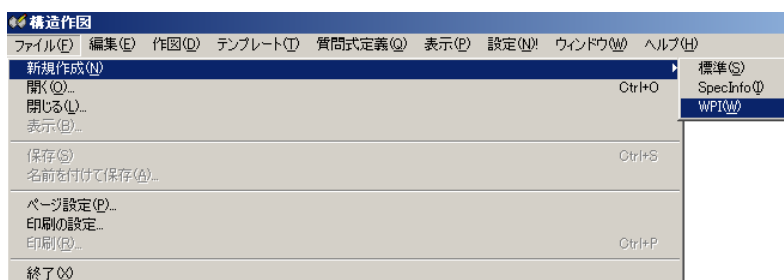 構造作図
ファイル(F) 編集(E) 作図(D) テンプレート(T) 質問式定義(Q) 表示(P) 設定(N)! ウィンドウ(W) ヘルプ(H)
新規作成(N)
標準(S)
開く(O)... Ctrl+O
SpecInfo(I)
閉じる(L)...
WPI(W)
表示(B)...
保存(S) Ctrl+S
名前を付けて保存(A)...
ページ設定(P)...
印刷の設定...
印刷(R)... Ctrl+P
終了(X)